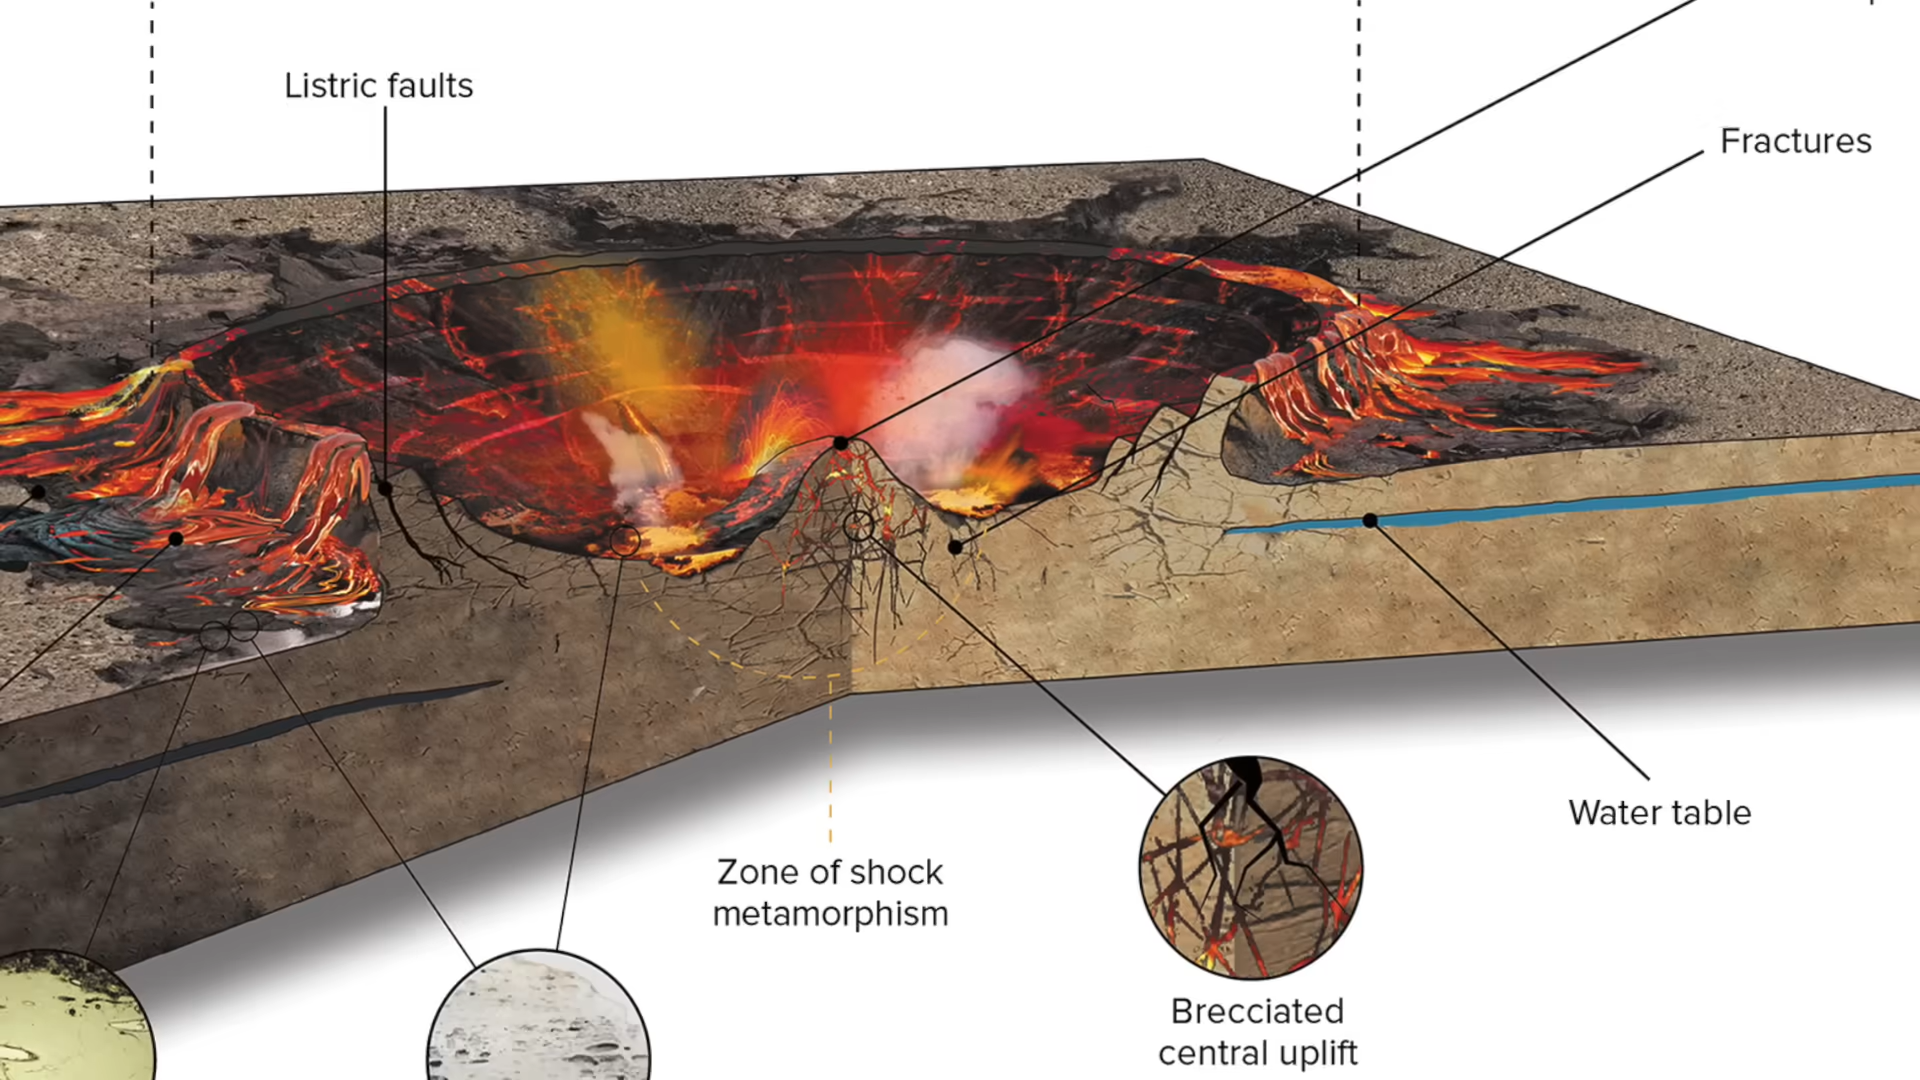 Listric faults
Fractures
Water table
Zone of shock
metamorphism
Brecciated
central uplift